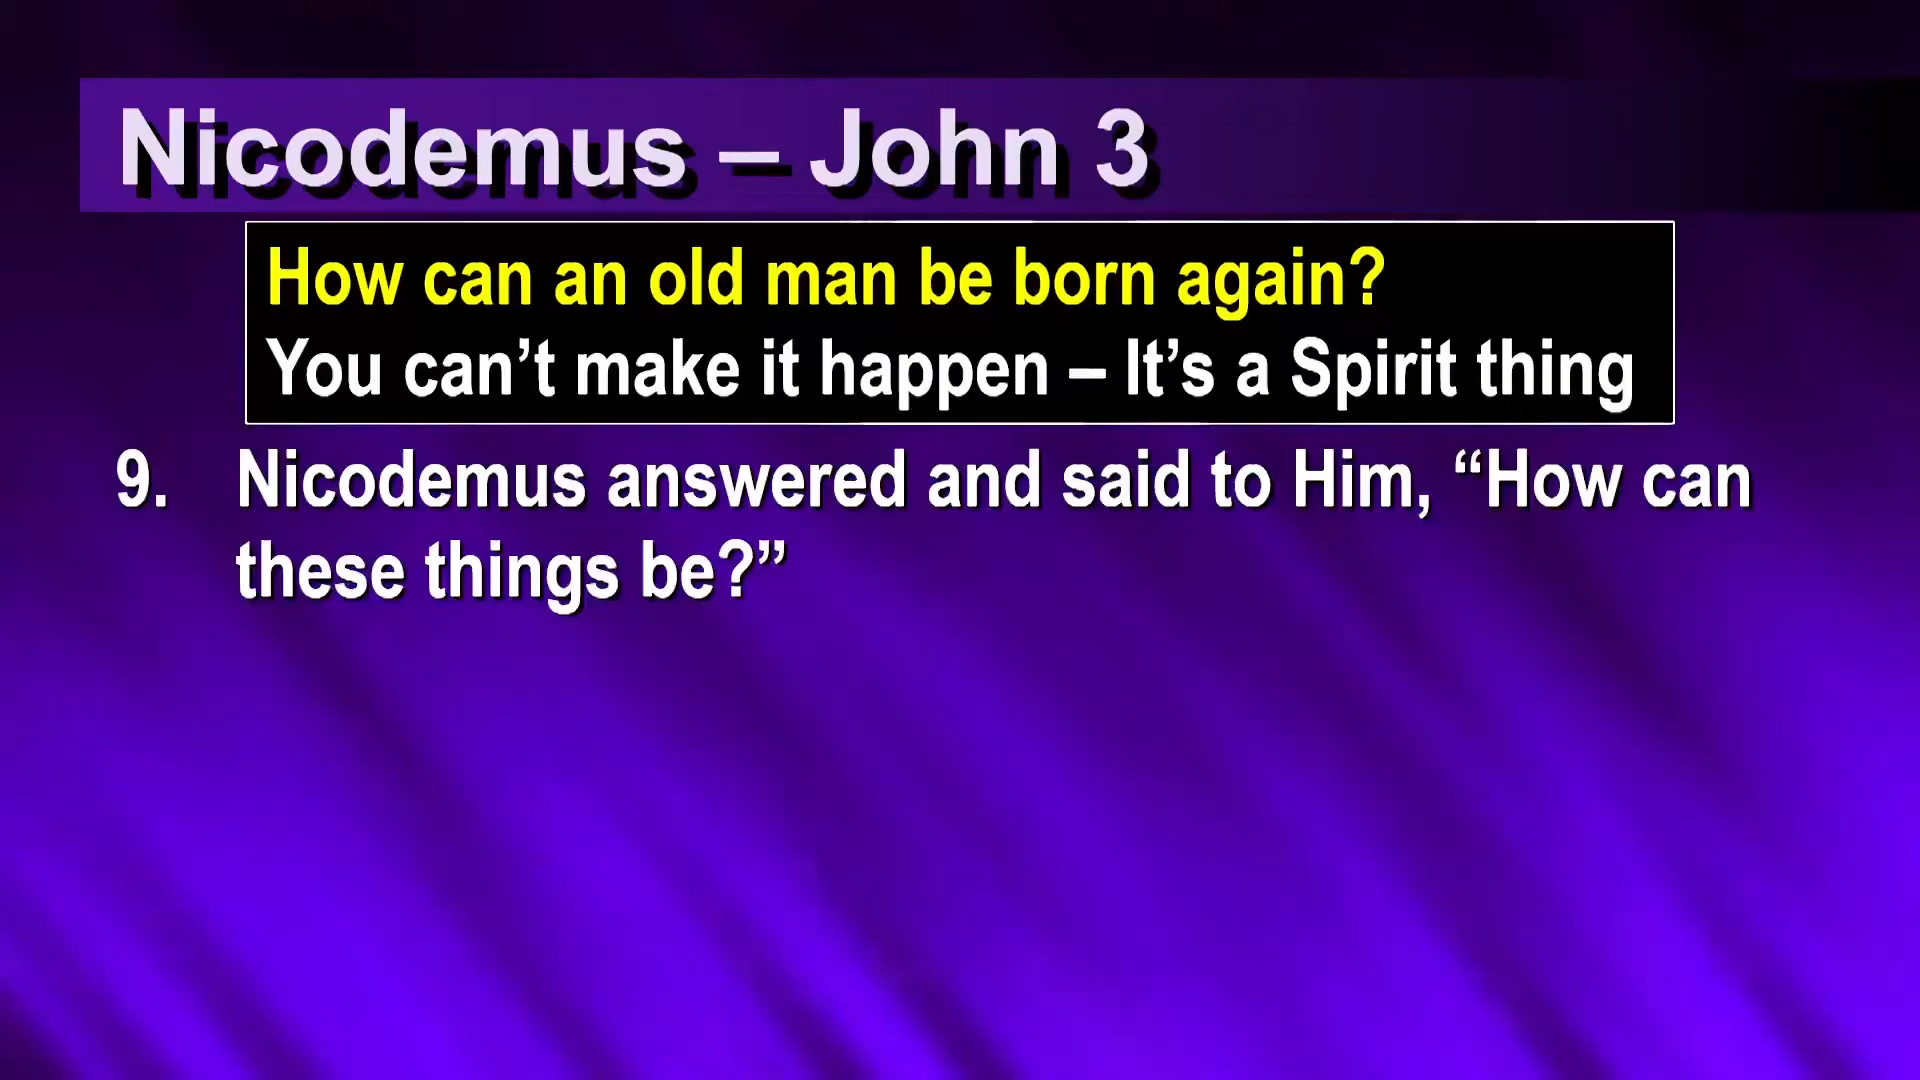 Nicodemus – John 3
How can an old man be born again?
You can’t make it happen – It’s a Spirit thing
9. Nicodemus answered and said to Him, “How can
these things be?”